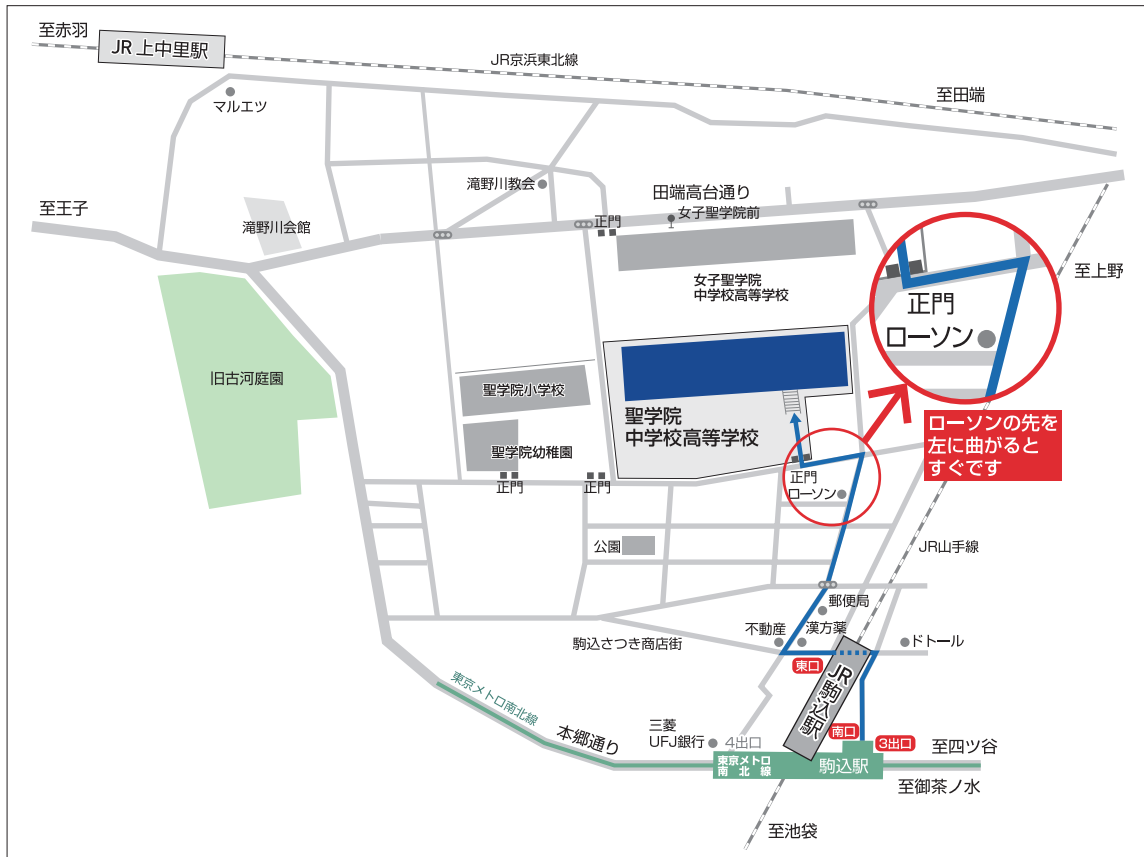 至赤羽
JR 上中里駅
JR京浜東北線
至田端
マルエツ
滝野川教会
田端高台通り
至王子
滝野川会館
正門
女子聖学院前
至上野
女子聖学院
中学校高等学校
正門
ローソン
旧古河庭園
聖学院小学校
聖学院
中学校高等学校
ローソンの先を
左に曲がると
すぐです
聖学院幼稚園
正門
正門
正門
ローソン
公園
JR山手線
郵便局
不動産
漢方薬
ドトール
駒込さつき商店街
東口
JR駒込駅
東京メトロ南北線
本郷通り
三菱
UFJ銀行
4出口
南口
3出口
至四ツ谷
東京メトロ
南北線
駒込駅
至御茶ノ水
至池袋